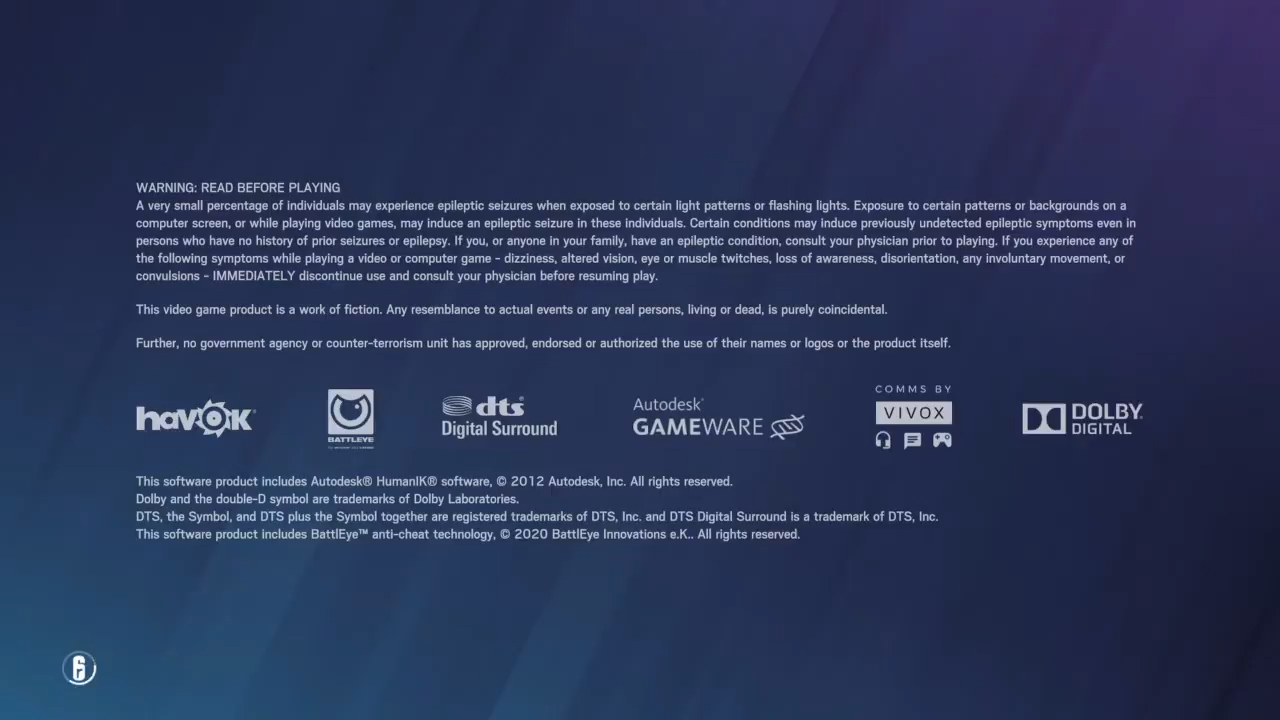 WARNING: READ BEFORE PLAYING
A very small percentage of individuals may experience epileptic seizures when exposed to certain light patterns or flashing lights. Exposure to certain patterns or backgrounds on a
computer screen, or while playing video games, may induce an epileptic seizure in these individuals. Certain conditions may induce previously undetected epileptic symptoms even in
persons who have no history of prior seizures or epilepsy. If you, or anyone in your family, have an epileptic condition, consult your physician prior to playing. If you experience any of
the following symptoms while playing a video or computer game - dizziness, altered vision, eye or muscle twitches, loss of awareness, disorientation, any involuntary movement, or
convulsions - IMMEDIATELY discontinue use and consult your physician before resuming play.
This video game product is a work of fiction. Any resemblance to actual events or any real persons, living or dead, is purely coincidental.
Further, no government agency or counter-terrorism unit has approved, endorsed or authorized the use of their names or logos or the product itself.
havok
BATTLEYE
dts
Digital Surround
Autodesk®
GAMEWARE
COMMS BY
VIVOX
DOLBY
DIGITAL
This software product includes Autodesk® HumanIK® software, © 2012 Autodesk, Inc. All rights reserved.
Dolby and the double-D symbol are trademarks of Dolby Laboratories.
DTS, the Symbol, and DTS plus the Symbol together are registered trademarks of DTS, Inc. and DTS Digital Surround is a trademark of DTS, Inc.
This software product includes BattlEye™ anti-cheat technology, © 2020 BattlEye Innovations e.K.. All rights reserved.
6